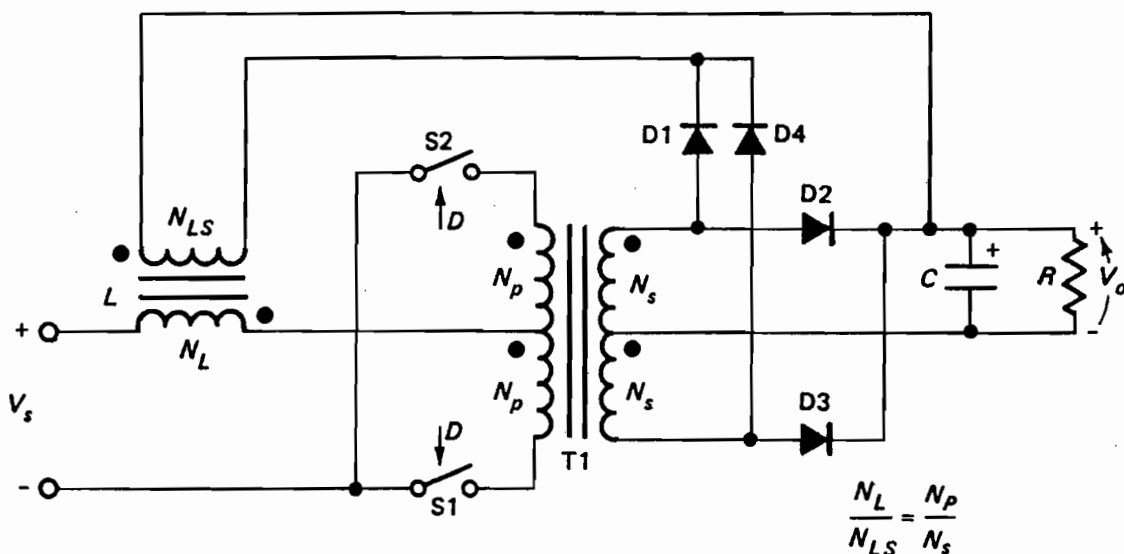 D1
D4
S2
D
D2
N_LS
L
N_L
N_p
N_p
N_s
N_s
C
+
R
+
V_o
-
+
V_s
-
D
S1
T1
D3
N_L / N_LS = N_P / N_s